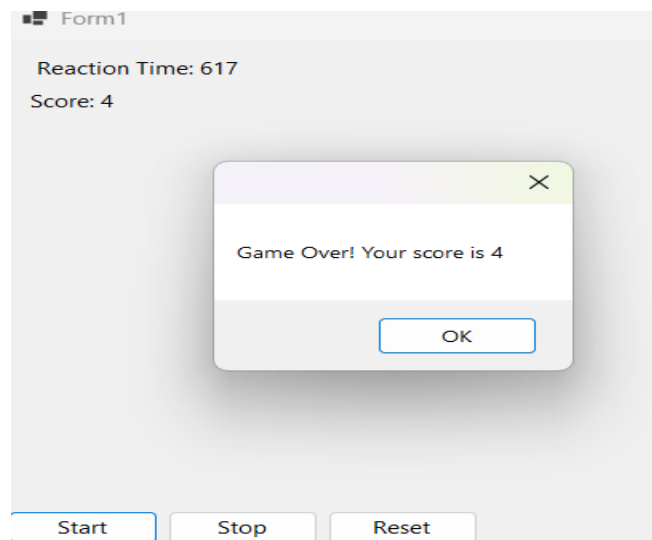 Form1
Reaction Time: 617
Score: 4
Game Over! Your score is 4
OK
Start Stop Reset